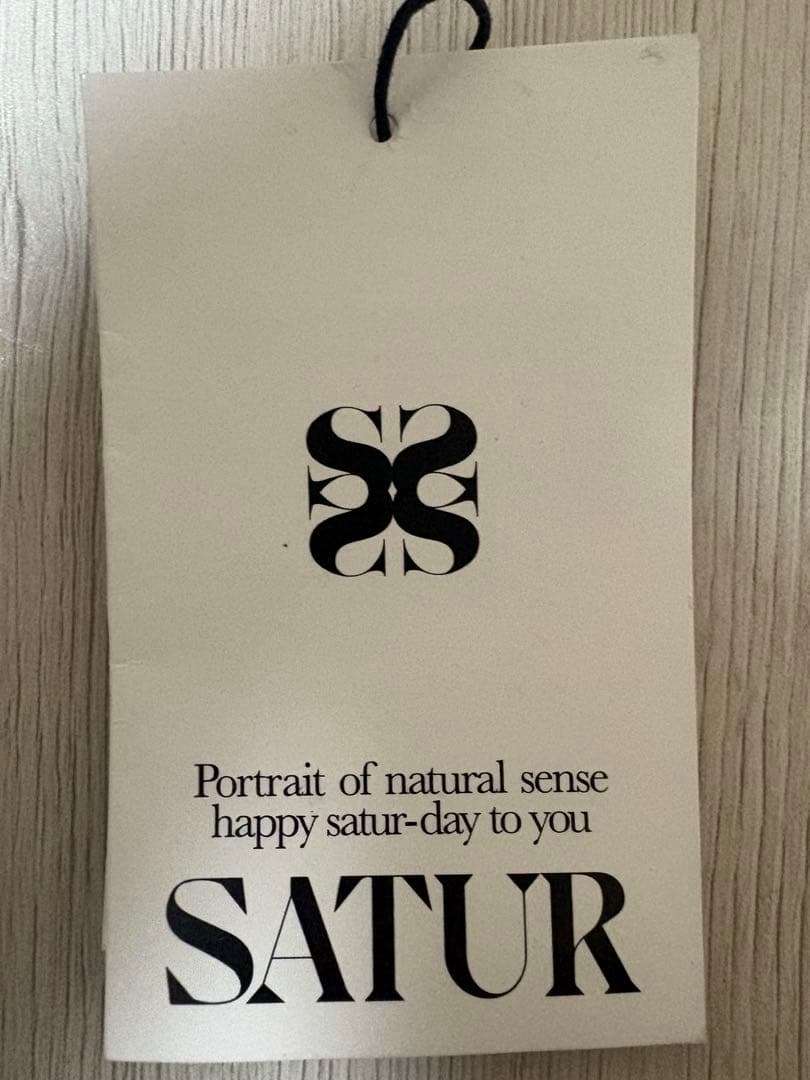 Portrait of natural sense
happy satur-day to you
SATUR